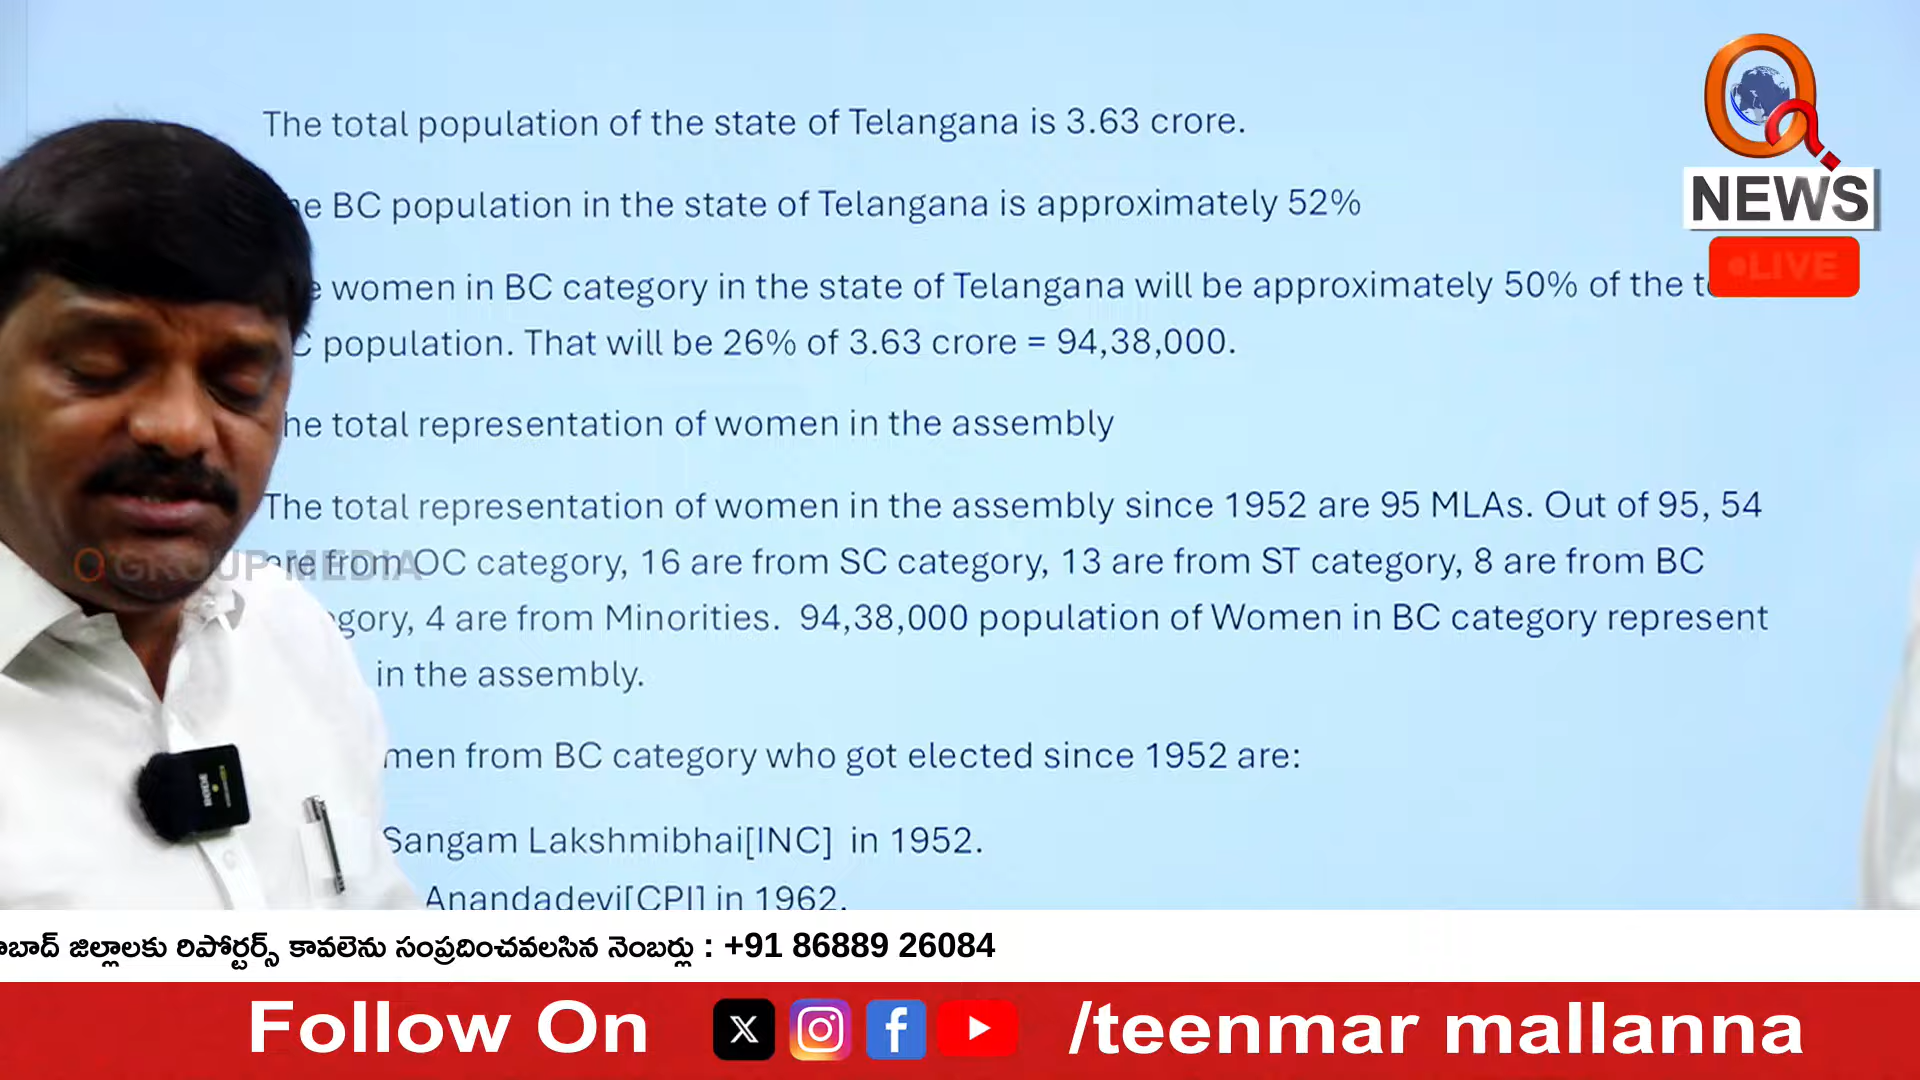 The total population of the state of Telangana is 3.63 crore.
BC population in the state of Telangana is approximately 52%
women in BC category in the state of Telangana will be approximately 50% of the
population. That will be 26% of 3.63 crore = 94,38,000.
The total representation of women in the assembly
The total representation of women in the assembly since 1952 are 95 MLAs. Out of 95, 54
are from OC category, 16 are from SC category, 13 are from ST category, 8 are from BC
gory, 4 are from Minorities. 94,38,000 population of Women in BC category represent
in the assembly.
men from BC category who got elected since 1952 are:
Sangam Lakshmibhai[INC] in 1952.
Anandadevi[CPI] in 1962.
Q
NEWS
LIVE
Q GROUP MEDIA
RODE
బాద్ జిల్లాలకు రిపోర్టర్స్ కావలెను సంప్రదించవలసిన నెంబర్లు : +91 86889 26084
Follow On /teenmar mallanna